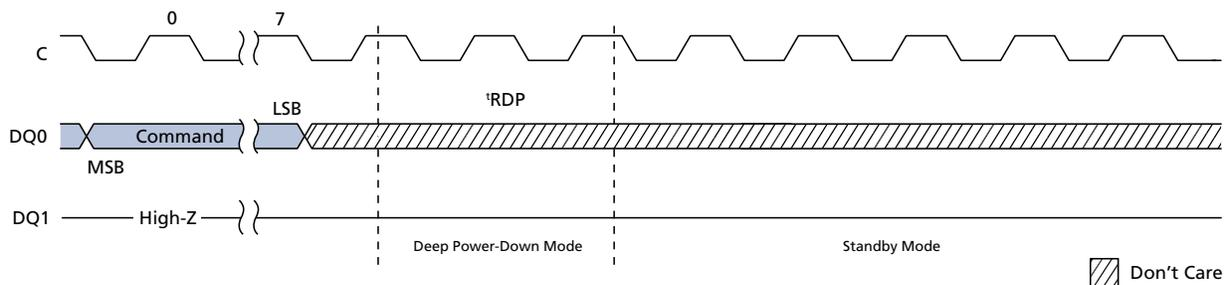 0 7
C
LSB
ᵗRDP
DQ0 Command
MSB
DQ1 High-Z
Deep Power-Down Mode Standby Mode
Don’t Care